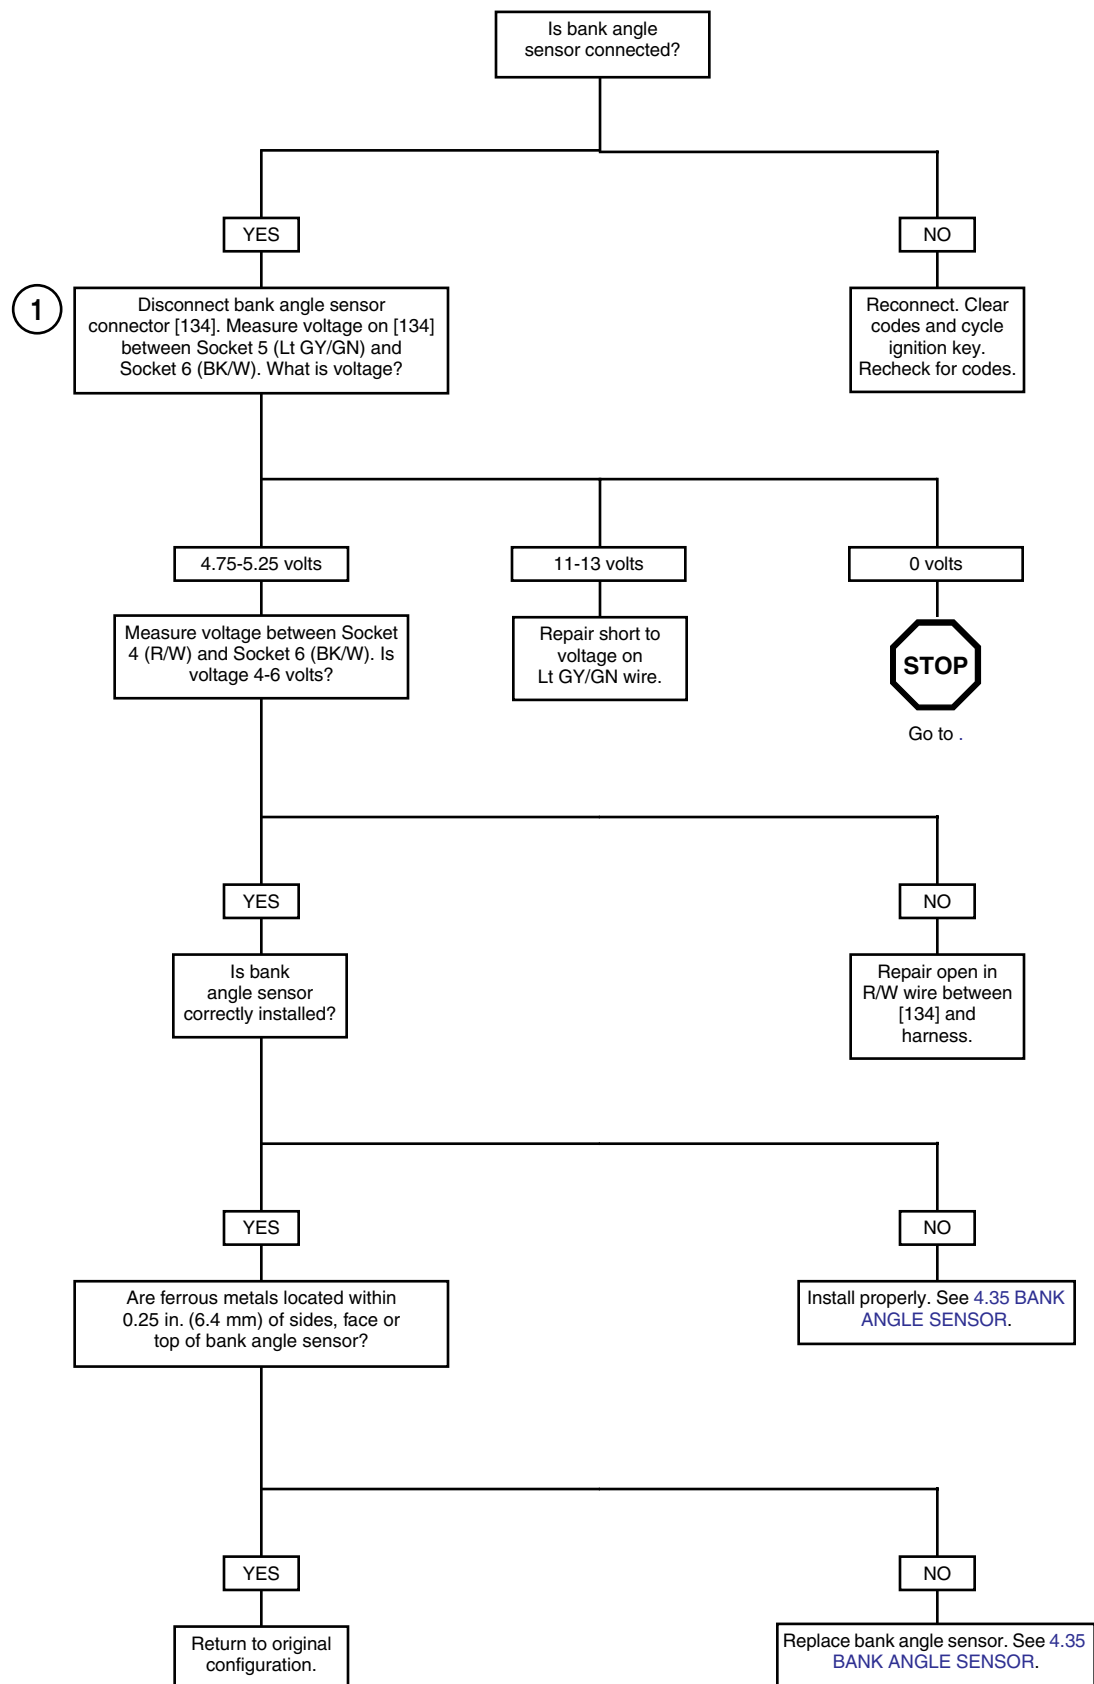 Is bank angle
sensor connected?
YES
NO
1
Disconnect bank angle sensor
connector [134]. Measure voltage on [134]
between Socket 5 (Lt GY/GN) and
Socket 6 (BK/W). What is voltage?
Reconnect. Clear
codes and cycle
ignition key.
Recheck for codes.
4.75-5.25 volts
11-13 volts
0 volts
Measure voltage between Socket
4 (R/W) and Socket 6 (BK/W). Is
voltage 4-6 volts?
Repair short to
voltage on
Lt GY/GN wire.
STOP
Go to .
YES
NO
Is bank
angle sensor
correctly installed?
Repair open in
R/W wire between
[134] and
harness.
YES
NO
Are ferrous metals located within
0.25 in. (6.4 mm) of sides, face or
top of bank angle sensor?
Install properly. See 4.35 BANK
ANGLE SENSOR.
YES
NO
Return to original
configuration.
Replace bank angle sensor. See 4.35
BANK ANGLE SENSOR.